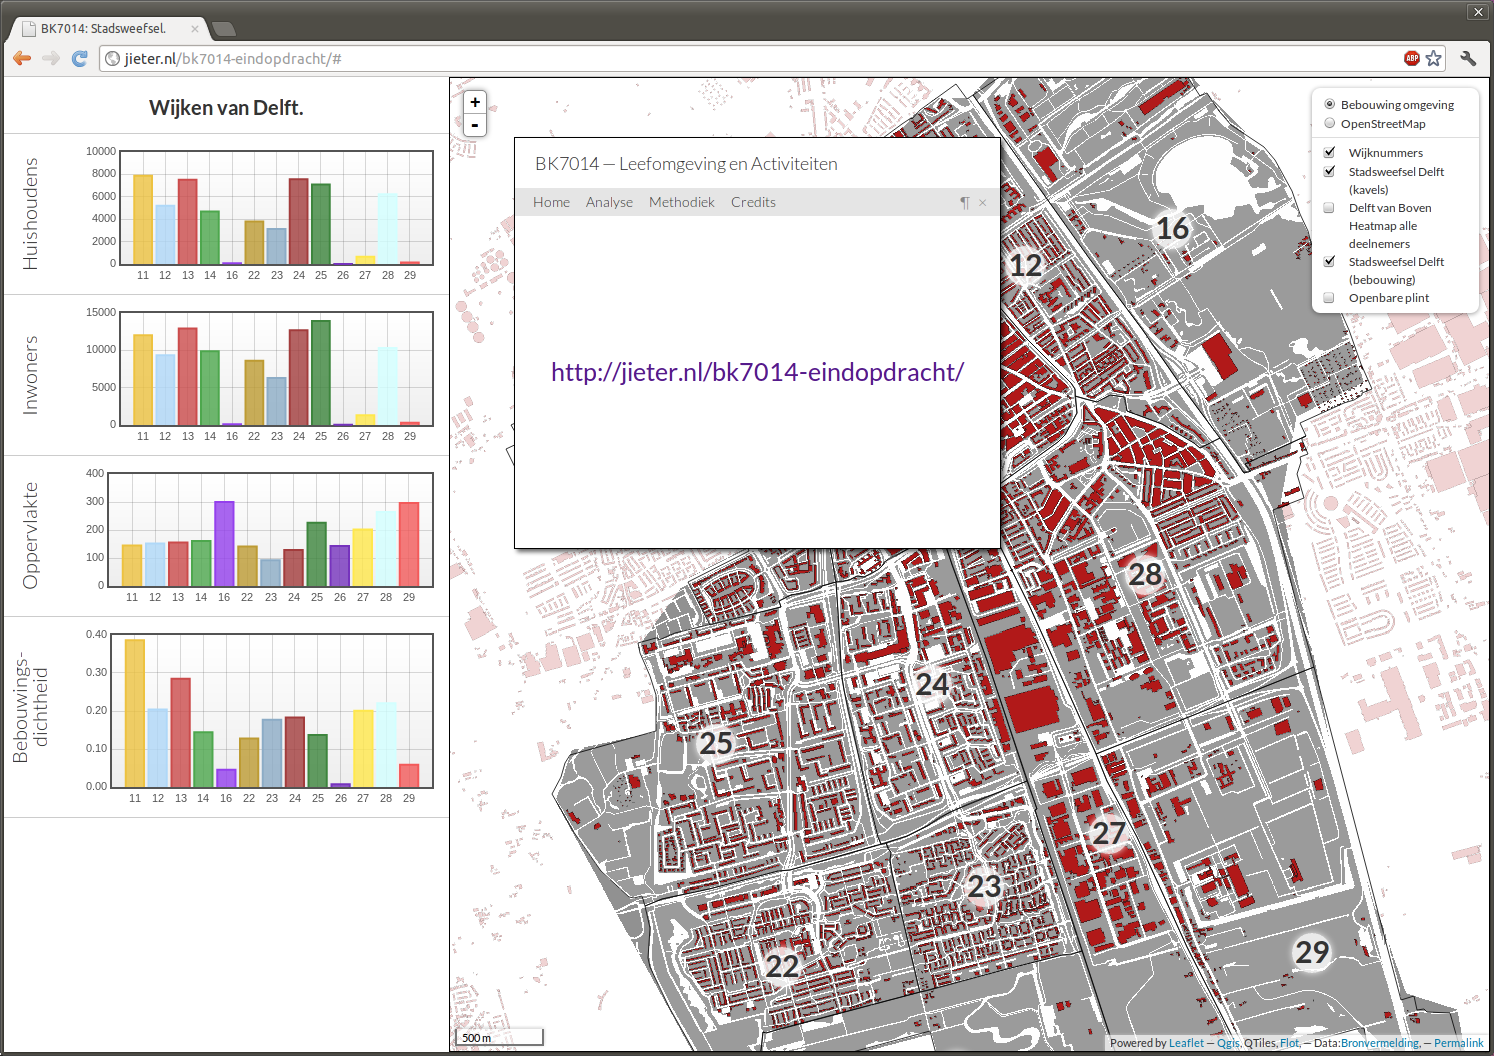 BK7014: Stadsweefsel.
jieter.nl/bk7014-eindopdracht/#
ABP
Wijken van Delft.
Huishoudens
10000
8000
6000
4000
2000
0
11 12 13 14 16 22 23 24 25 26 27 28 29
Inwoners
15000
10000
5000
0
11 12 13 14 16 22 23 24 25 26 27 28 29
Oppervlakte
400
300
200
100
0
11 12 13 14 16 22 23 24 25 26 27 28 29
Bebouwings-
dichtheid
0.40
0.30
0.20
0.10
0.00
11 12 13 14 16 22 23 24 25 26 27 28 29
+
-
BK7014 — Leefomgeving en Activiteiten
Home Analyse Methodiek Credits ¶ ×
http://jieter.nl/bk7014-eindopdracht/
Bebouwing omgeving
OpenStreetMap
Wijknummers
Stadsweefsel Delft
(kavels)
Delft van Boven
Heatmap alle
deelnemers
Stadsweefsel Delft
(bebouwing)
Openbare plint
16
12
28
24
25
27
23
29
22
500 m
Powered by Leaflet — Qgis, QTiles, Flot, — Data:Bronvermelding, — Permalink